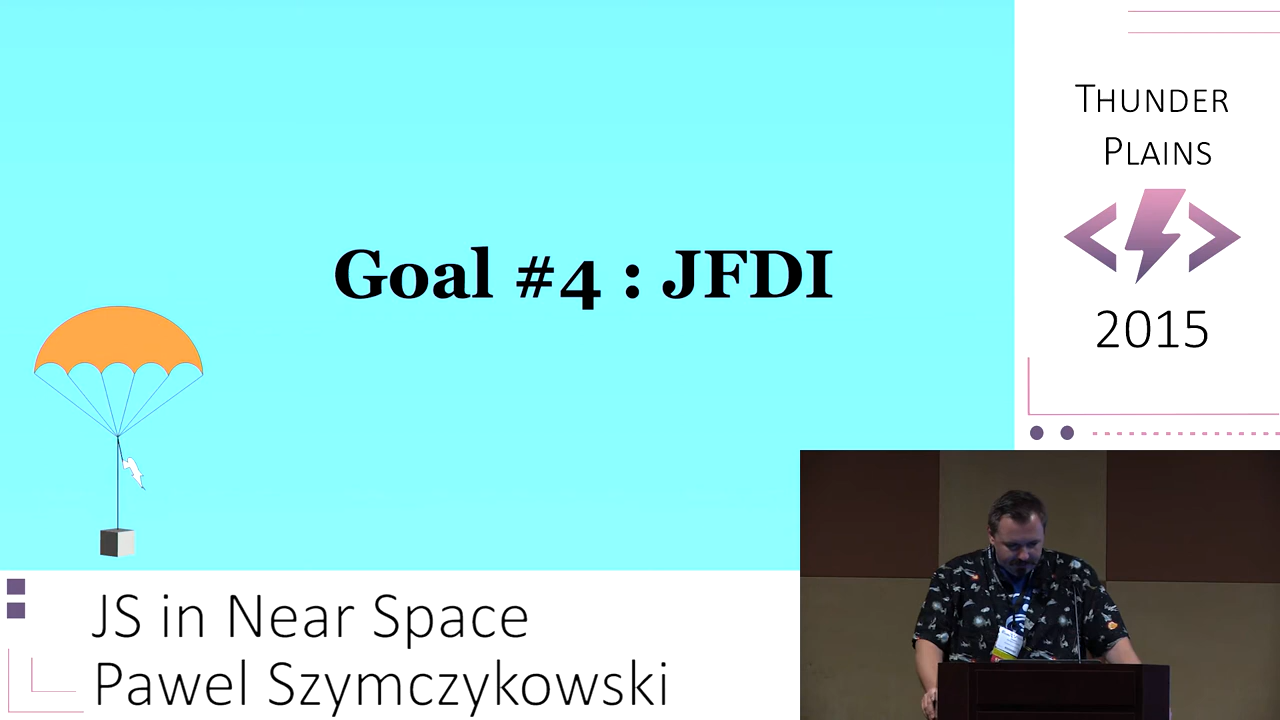 Goal #4 : JFDI
THUNDER
PLAINS
2015
JS in Near Space
Pawel Szymczykowski